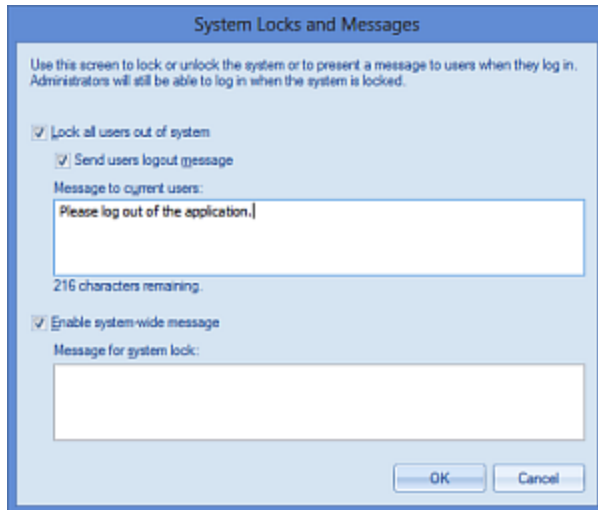 System Locks and Messages
Use this screen to lock or unlock the system or to present a message to users when they log in.
Administrators will still be able to log in when the system is locked.
Lock all users out of system
Send users logout message
Message to current users:
Please log out of the application.
216 characters remaining.
Enable system-wide message
Message for system lock:
OK Cancel